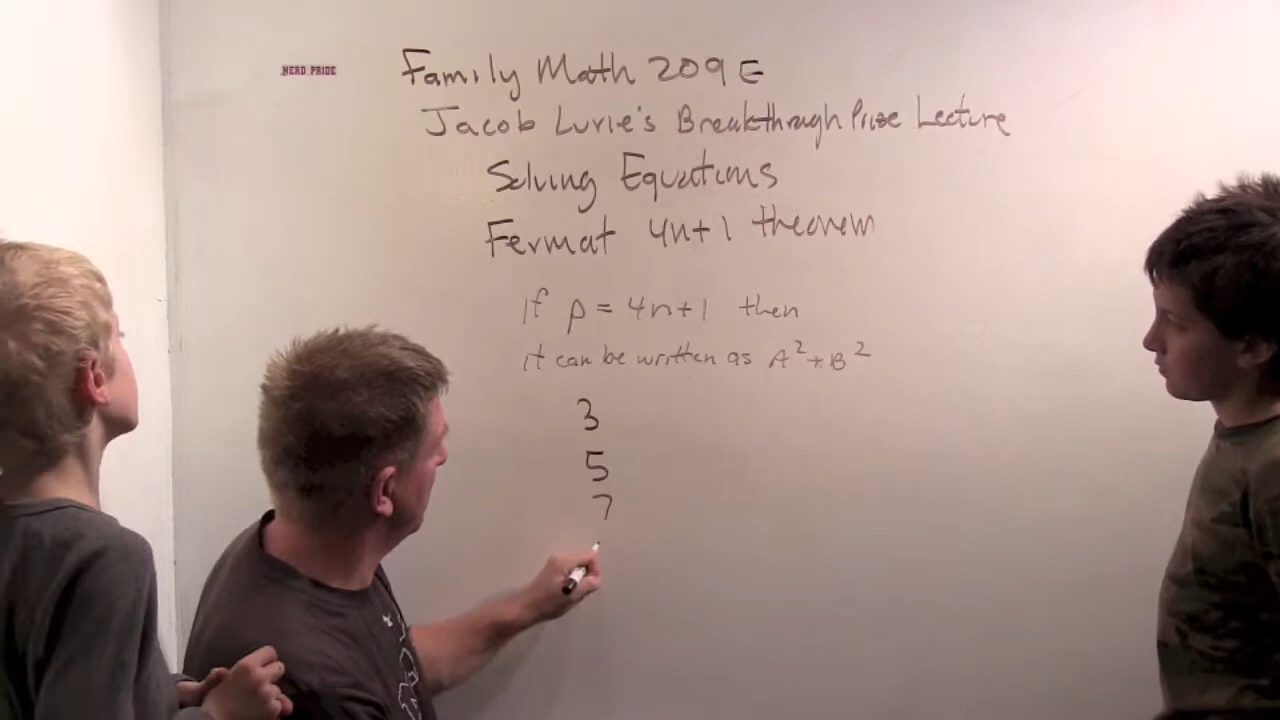 NERD PRIDE
Family Math 209E
Jacob Lurie's Breakthrough Prize Lecture
Solving Equations
Fermat 4n+1 theorem
If p = 4n+1 then
it can be written as A² + B²
3
5
7